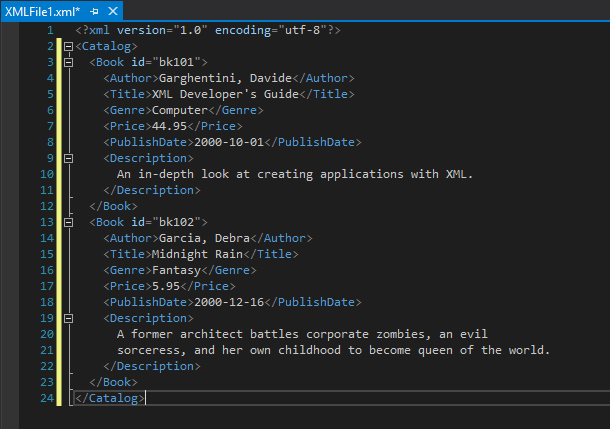 XMLFile1.xml*
1 <?xml version="1.0" encoding="utf-8"?>
2 <Catalog>
3   <Book id="bk101">
4     <Author>Garghentini, Davide</Author>
5     <Title>XML Developer's Guide</Title>
6     <Genre>Computer</Genre>
7     <Price>44.95</Price>
8     <PublishDate>2000-10-01</PublishDate>
9     <Description>
10       An in-depth look at creating applications with XML.
11     </Description>
12   </Book>
13   <Book id="bk102">
14     <Author>Garcia, Debra</Author>
15     <Title>Midnight Rain</Title>
16     <Genre>Fantasy</Genre>
17     <Price>5.95</Price>
18     <PublishDate>2000-12-16</PublishDate>
19     <Description>
20       A former architect battles corporate zombies, an evil
21       sorceress, and her own childhood to become queen of the world.
22     </Description>
23   </Book>
24 </Catalog>